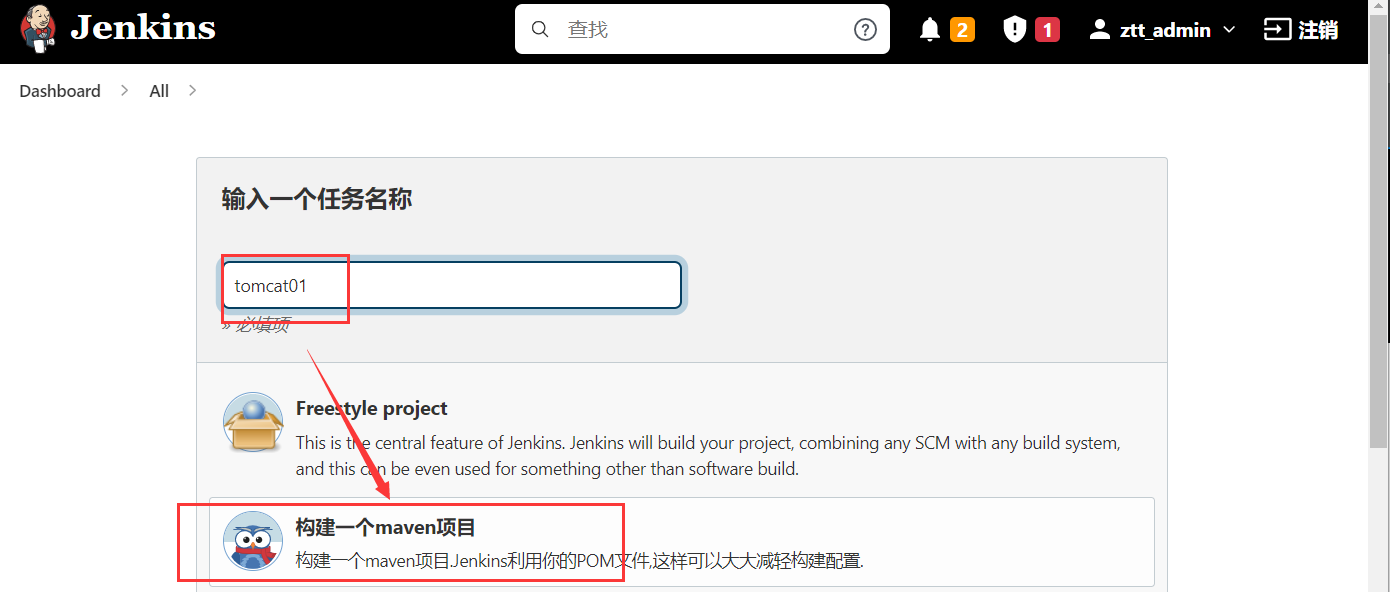 Jenkins
查找
2
1
ztt_admin
注销
Dashboard
All
输入一个任务名称
tomcat01
» 必填项
Freestyle project
This is the central feature of Jenkins. Jenkins will build your project, combining any SCM with any build system,
and this can be even used for something other than software build.
构建一个maven项目
构建一个maven项目.Jenkins利用你的POM文件,这样可以大大减轻构建配置.